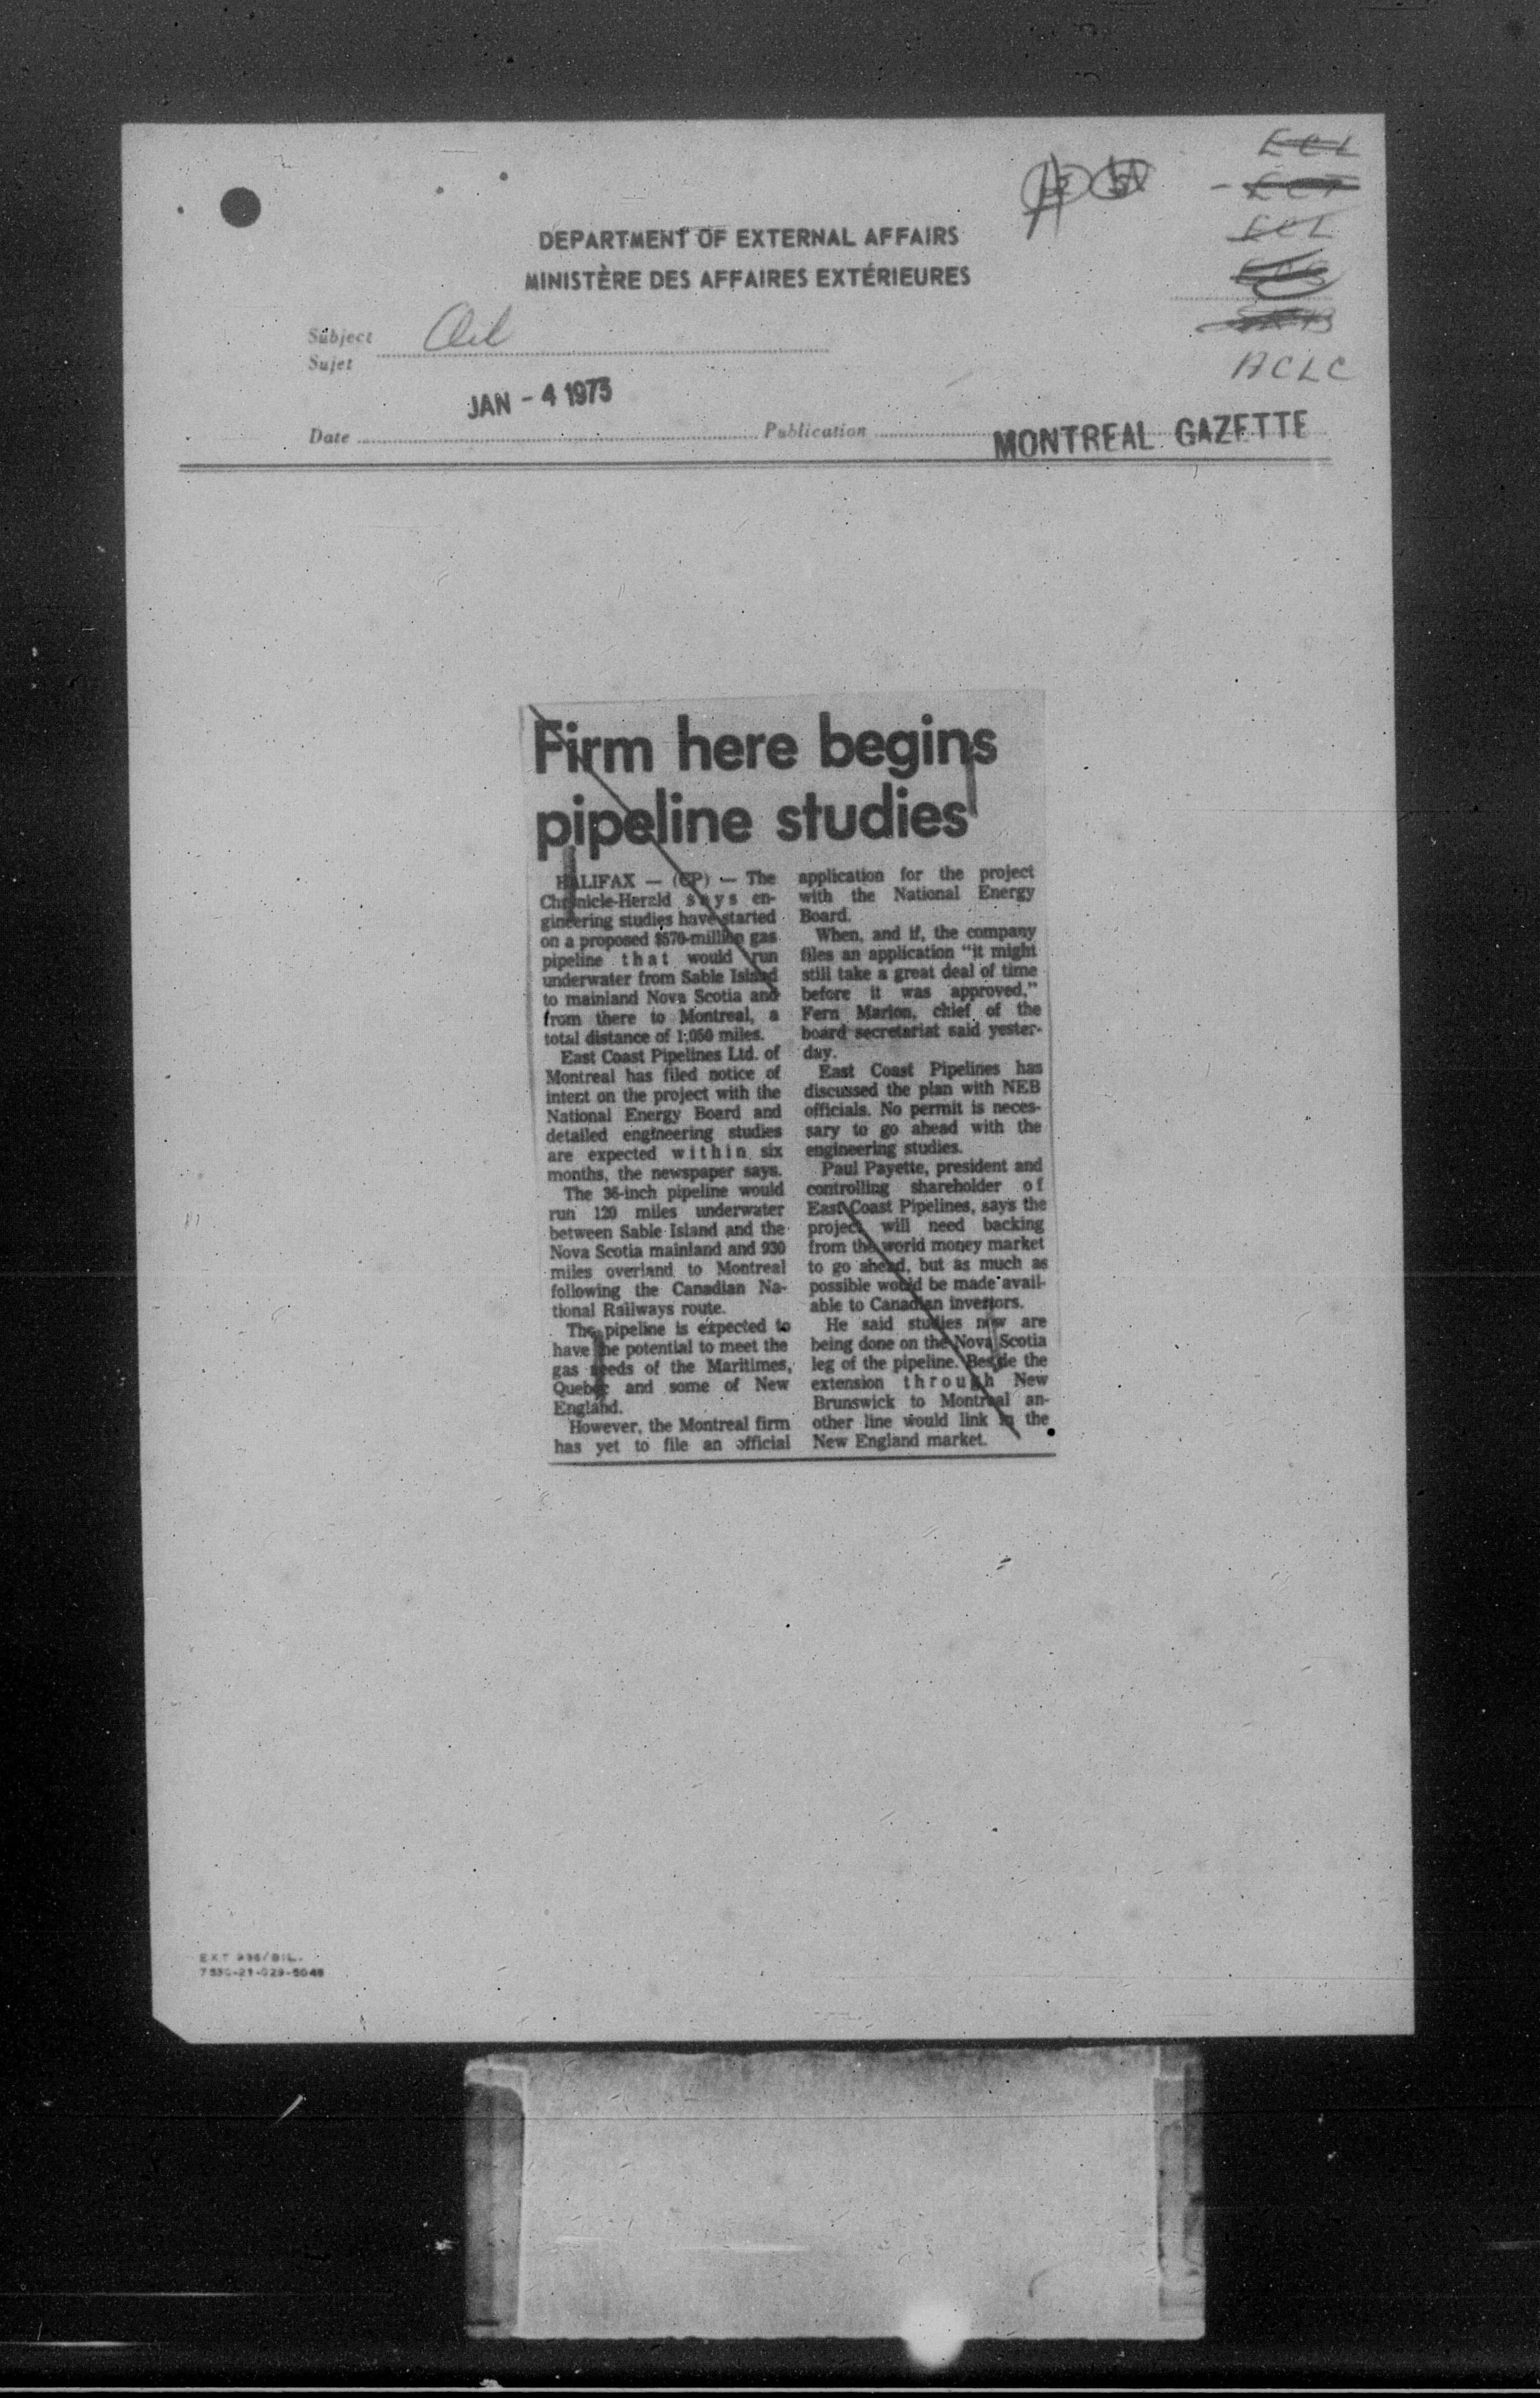 ECL
DEPARTMENT OF EXTERNAL AFFAIRS
ECL
MINISTÈRE DES AFFAIRES EXTÉRIEURES
Subject
Sujet
Oil
ACLC
JAN - 4 1973
Date
Publication
MONTREAL GAZETTE
Firm here begins
pipeline studies
HALIFAX — (CP) — The
Chronicle-Herald says en-
gineering studies have started
on a proposed $570-million gas
pipeline that would run
underwater from Sable Island
to mainland Nova Scotia and
from there to Montreal, a
total distance of 1,050 miles.
East Coast Pipelines Ltd. of
Montreal has filed notice of
intent on the project with the
National Energy Board and
detailed engineering studies
are expected within six
months, the newspaper says.
The 36-inch pipeline would
run 120 miles underwater
between Sable Island and the
Nova Scotia mainland and 930
miles overland to Montreal
following the Canadian Na-
tional Railways route.
The pipeline is expected to
have the potential to meet the
gas needs of the Maritimes,
Quebec and some of New
England.
However, the Montreal firm
has yet to file an official
application for the project
with the National Energy
Board.
When, and if, the company
files an application "it might
still take a great deal of time
before it was approved,"
Fern Marion, chief of the
board secretariat said yester-
day.
East Coast Pipelines has
discussed the plan with NEB
officials. No permit is neces-
sary to go ahead with the
engineering studies.
Paul Payette, president and
controlling shareholder of
East Coast Pipelines, says the
project will need backing
from the world money market
to go ahead, but as much as
possible would be made avail-
able to Canadian investors.
He said studies now are
being done on the Nova Scotia
leg of the pipeline. Beside the
extension through New
Brunswick to Montreal an-
other line would link in the
New England market.
EXT 936/BIL.
7530-21-029-5048